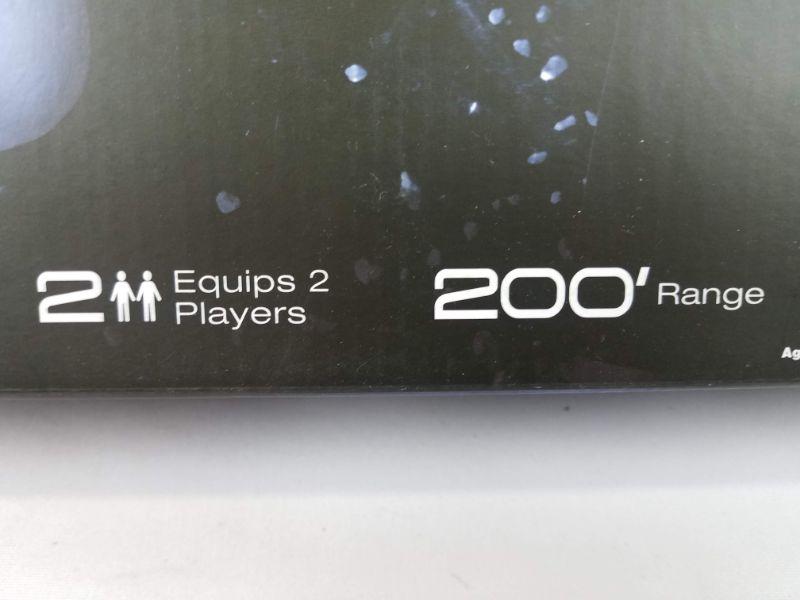 2 Equips 2
Players
200' Range